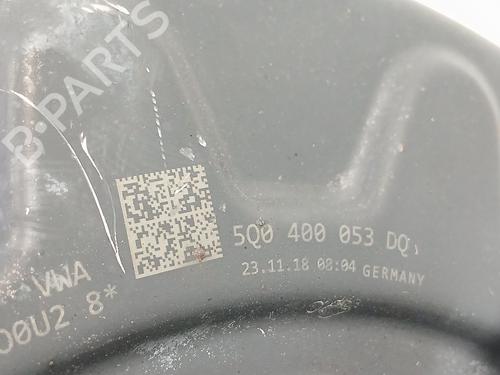 B-PARTS
5Q0 400 053 DQ
23.11.18 08:04 GERMANY
VWA
00U2 8*